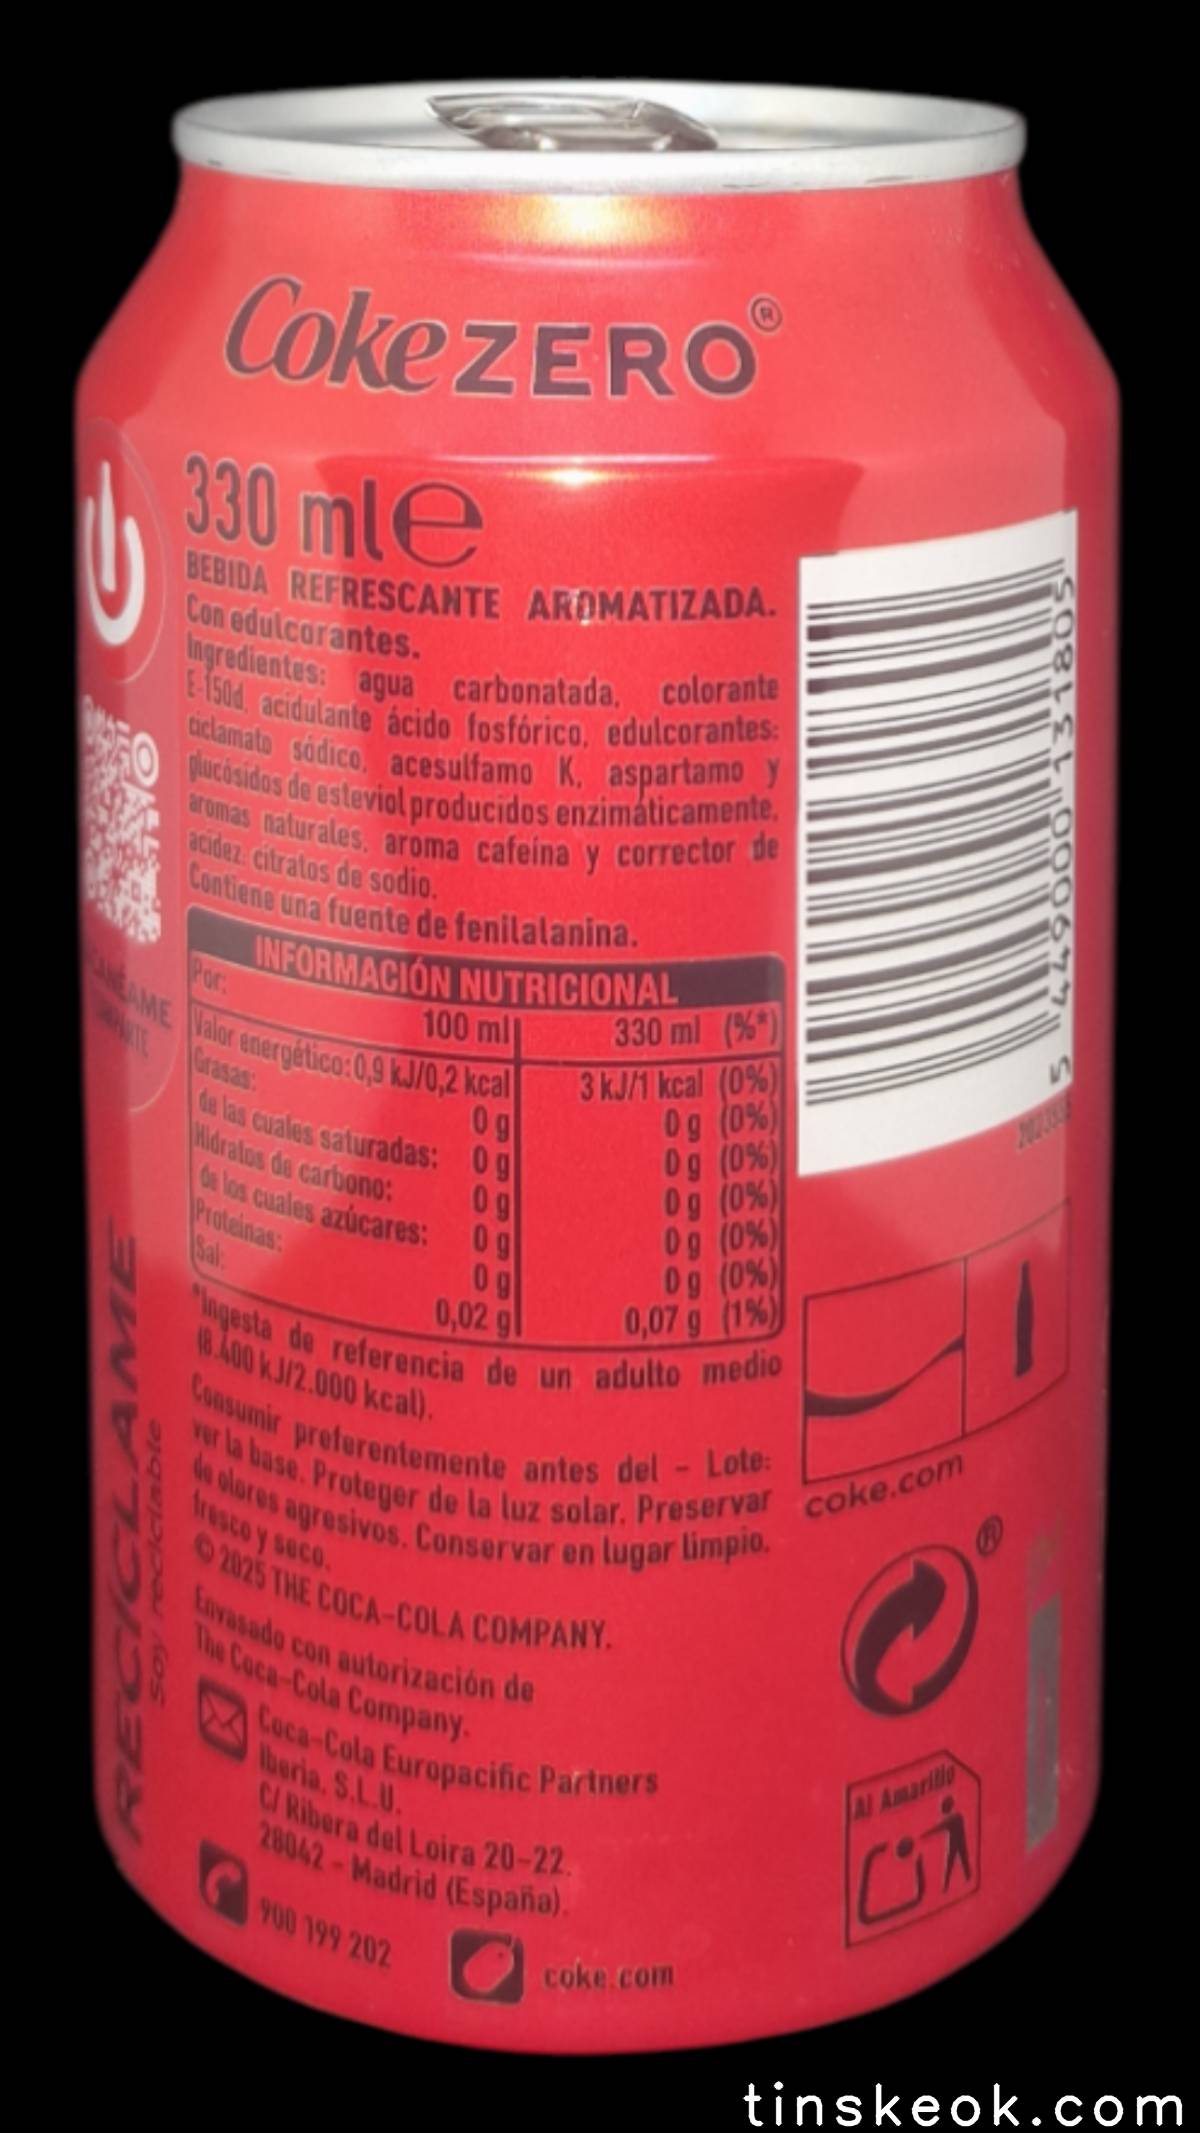 Coke ZERO®
330 ml e
BEBIDA REFRESCANTE AROMATIZADA.
Con edulcorantes.
Ingredientes: agua carbonatada, colorante
E-150d, acidulante ácido fosfórico, edulcorantes:
ciclamato sódico, acesulfamo K, aspartamo y
glucósidos de esteviol producidos enzimáticamente,
aromas naturales, aroma cafeína y corrector de
acidez, citratos de sodio.
Contiene una fuente de fenilalanina.
INFORMACIÓN NUTRICIONAL
Por: 100 ml 330 ml (%*)
Valor energético: 0,9 kJ/0,2 kcal 3 kJ/1 kcal (0%)
Grasas: 0 g 0 g (0%)
de las cuales saturadas: 0 g 0 g (0%)
Hidratos de carbono: 0 g 0 g (0%)
de los cuales azúcares: 0 g 0 g (0%)
Proteínas: 0 g 0 g (0%)
Sal: 0,02 g 0,07 g (1%)
*Ingesta de referencia de un adulto medio
(8.400 kJ/2.000 kcal).
Consumir preferentemente antes del - Lote:
ver la base. Proteger de la luz solar. Preservar
de olores agresivos. Conservar en lugar limpio,
fresco y seco.
© 2025 THE COCA-COLA COMPANY.
Envasado con autorización de
The Coca-Cola Company.
Coca-Cola Europacific Partners
Iberia, S.L.U.
C/ Ribera del Loira 20-22.
28042 - Madrid (España).
900 199 202
coke.com
RECICLAME
Soy reciclable
5 449000 131805
coke.com
®
Al Amarillo
tinskeok.com